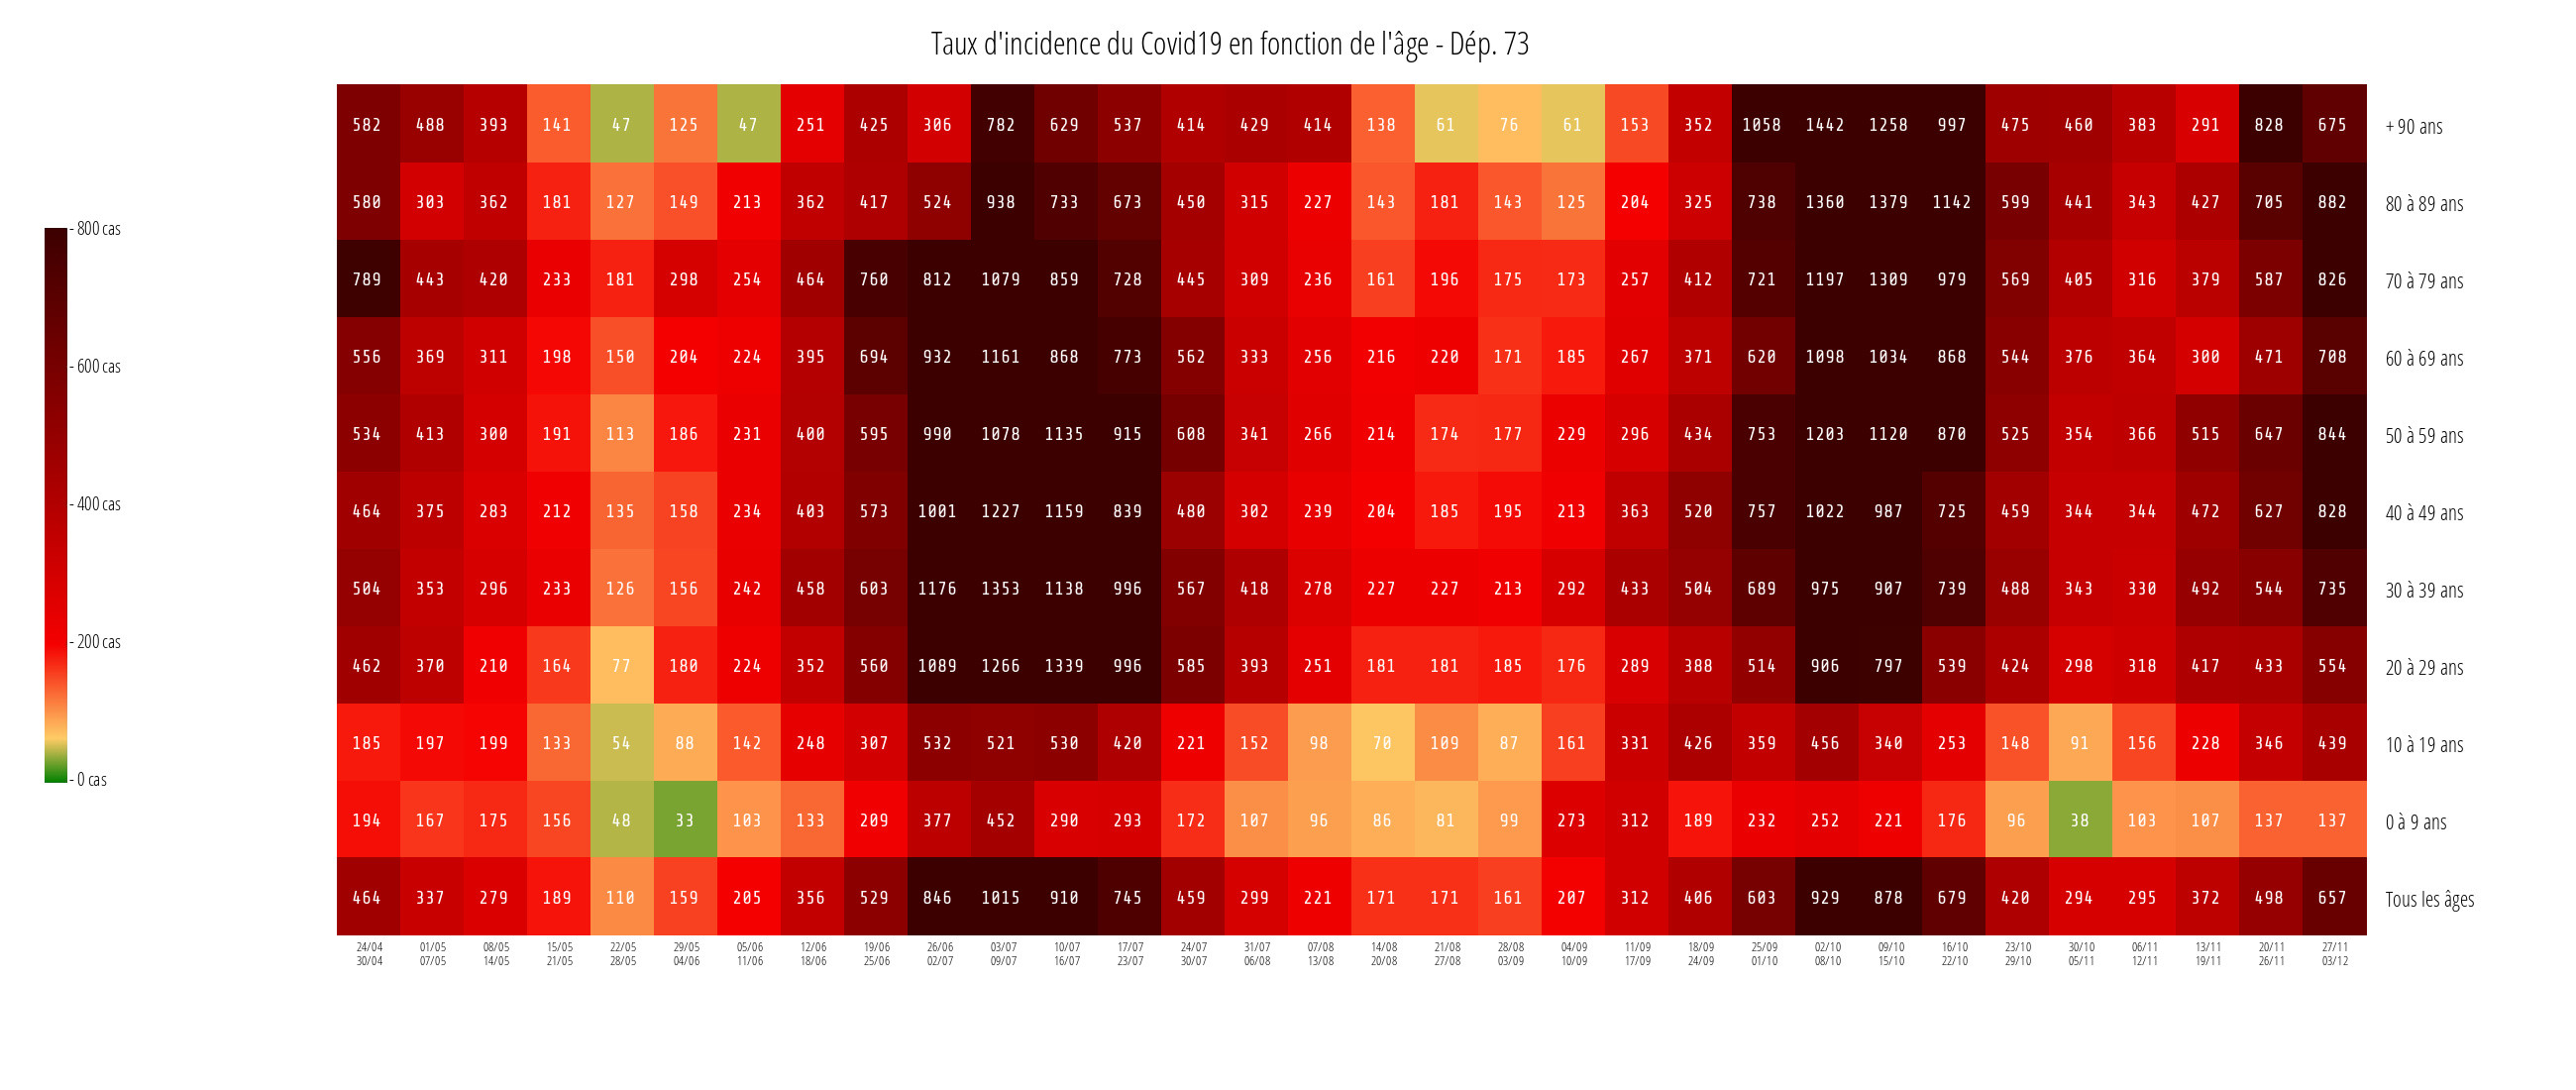 Taux d'incidence du Covid19 en fonction de l'âge - Dép. 73
582 488 393 141 47 125 47 251 425 306 782 629 537 414 429 414 138 61 76 61 153 352 1058 1442 1258 997 475 460 383 291 828 675 + 90 ans
580 303 362 181 127 149 213 362 417 524 938 733 673 450 315 227 143 181 143 125 204 325 738 1360 1379 1142 599 441 343 427 705 882 80 à 89 ans
- 800 cas
789 443 420 233 181 298 254 464 760 812 1079 859 728 445 309 236 161 196 175 173 257 412 721 1197 1309 979 569 405 316 379 587 826 70 à 79 ans
556 369 311 198 150 204 224 395 694 932 1161 868 773 562 333 256 216 220 171 185 267 371 620 1098 1034 868 544 376 364 300 471 708 60 à 69 ans
- 600 cas
534 413 300 191 113 186 231 400 595 990 1078 1135 915 608 341 266 214 174 177 229 296 434 753 1203 1120 870 525 354 366 515 647 844 50 à 59 ans
- 400 cas
464 375 283 212 135 158 234 403 573 1001 1227 1159 839 480 302 239 204 185 195 213 363 520 757 1022 987 725 459 344 344 472 627 828 40 à 49 ans
504 353 296 233 126 156 242 458 603 1176 1353 1138 996 567 418 278 227 227 213 292 433 504 689 975 907 739 488 343 330 492 544 735 30 à 39 ans
- 200 cas
462 370 210 164 77 180 224 352 560 1089 1266 1339 996 585 393 251 181 181 185 176 289 388 514 906 797 539 424 298 318 417 433 554 20 à 29 ans
185 197 199 133 54 88 142 248 307 532 521 530 420 221 152 98 70 109 87 161 331 426 359 456 340 253 148 91 156 228 346 439 10 à 19 ans
- 0 cas
194 167 175 156 48 33 103 133 209 377 452 290 293 172 107 96 86 81 99 273 312 189 232 252 221 176 96 38 103 107 137 137 0 à 9 ans
464 337 279 189 110 159 205 356 529 846 1015 910 745 459 299 221 171 171 161 207 312 406 603 929 878 679 420 294 295 372 498 657 Tous les âges
24/04 01/05 08/05 15/05 22/05 29/05 05/06 12/06 19/06 26/06 03/07 10/07 17/07 24/07 31/07 07/08 14/08 21/08 28/08 04/09 11/09 18/09 25/09 02/10 09/10 16/10 23/10 30/10 06/11 13/11 20/11 27/11
30/04 07/05 14/05 21/05 28/05 04/06 11/06 18/06 25/06 02/07 09/07 16/07 23/07 30/07 06/08 13/08 20/08 27/08 03/09 10/09 17/09 24/09 01/10 08/10 15/10 22/10 29/10 05/11 12/11 19/11 26/11 03/12